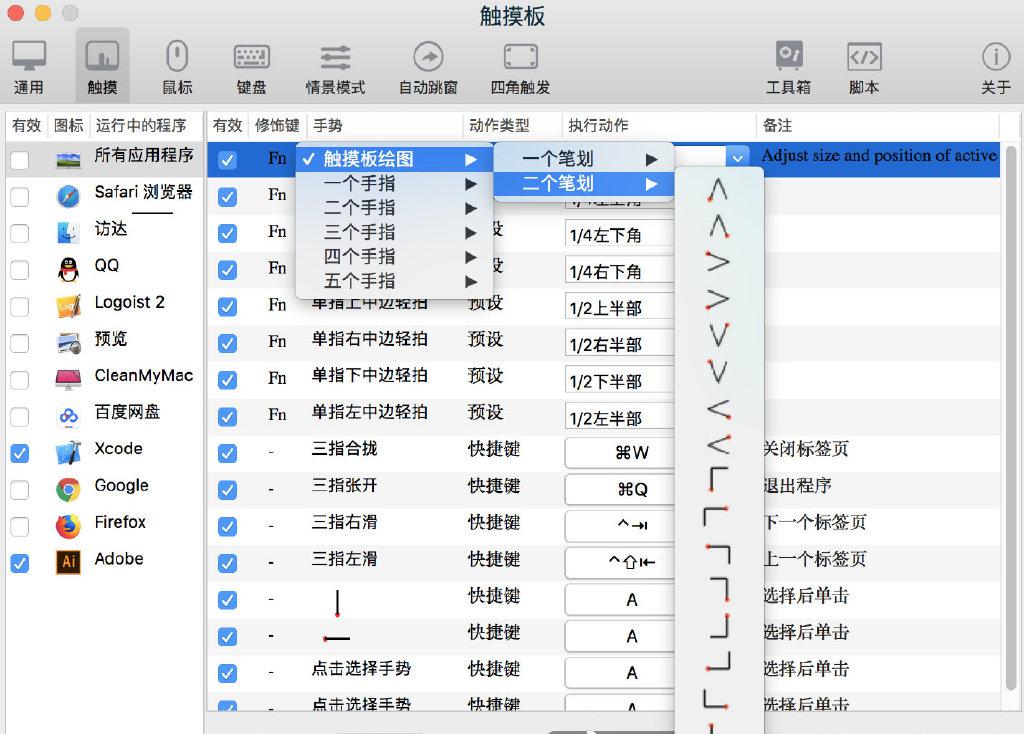 触摸板
通用 触摸 鼠标 键盘 情景模式 自动跳窗 四角触发 工具箱 脚本 关于
有效 图标 运行中的程序 有效 修饰键 手势 动作类型 执行动作 备注
所有应用程序 Fn ✓ 触摸板绘图 ▶ 一个笔划 ▶ Adjust size and position of active
一个手指 ▶ 二个笔划 ▶
Safari 浏览器 Fn
二个手指 ▶
访达 Fn 三个手指 ▶ 1/4左下角
四个手指 ▶
QQ Fn 1/4右下角
五个手指 ▶
Logoist 2 Fn 单指上中边轻拍 预设 1/2上半部
预览 Fn 单指右中边轻拍 预设 1/2右半部
CleanMyMac Fn 单指下中边轻拍 预设 1/2下半部
百度网盘 Fn 单指左中边轻拍 预设 1/2左半部
Xcode - 三指合拢 快捷键 ⌘W 关闭标签页
Google - 三指张开 快捷键 ⌘Q 退出程序
Firefox - 三指右滑 快捷键 ^⇥ 下一个标签页
Adobe - 三指左滑 快捷键 ^⇧⇤ 上一个标签页
Ai
- 快捷键 A 选择后单击
- 快捷键 A 选择后单击
- 点击选择手势 快捷键 A 选择后单击
- 点击选择手势 快捷键 A 选择后单击